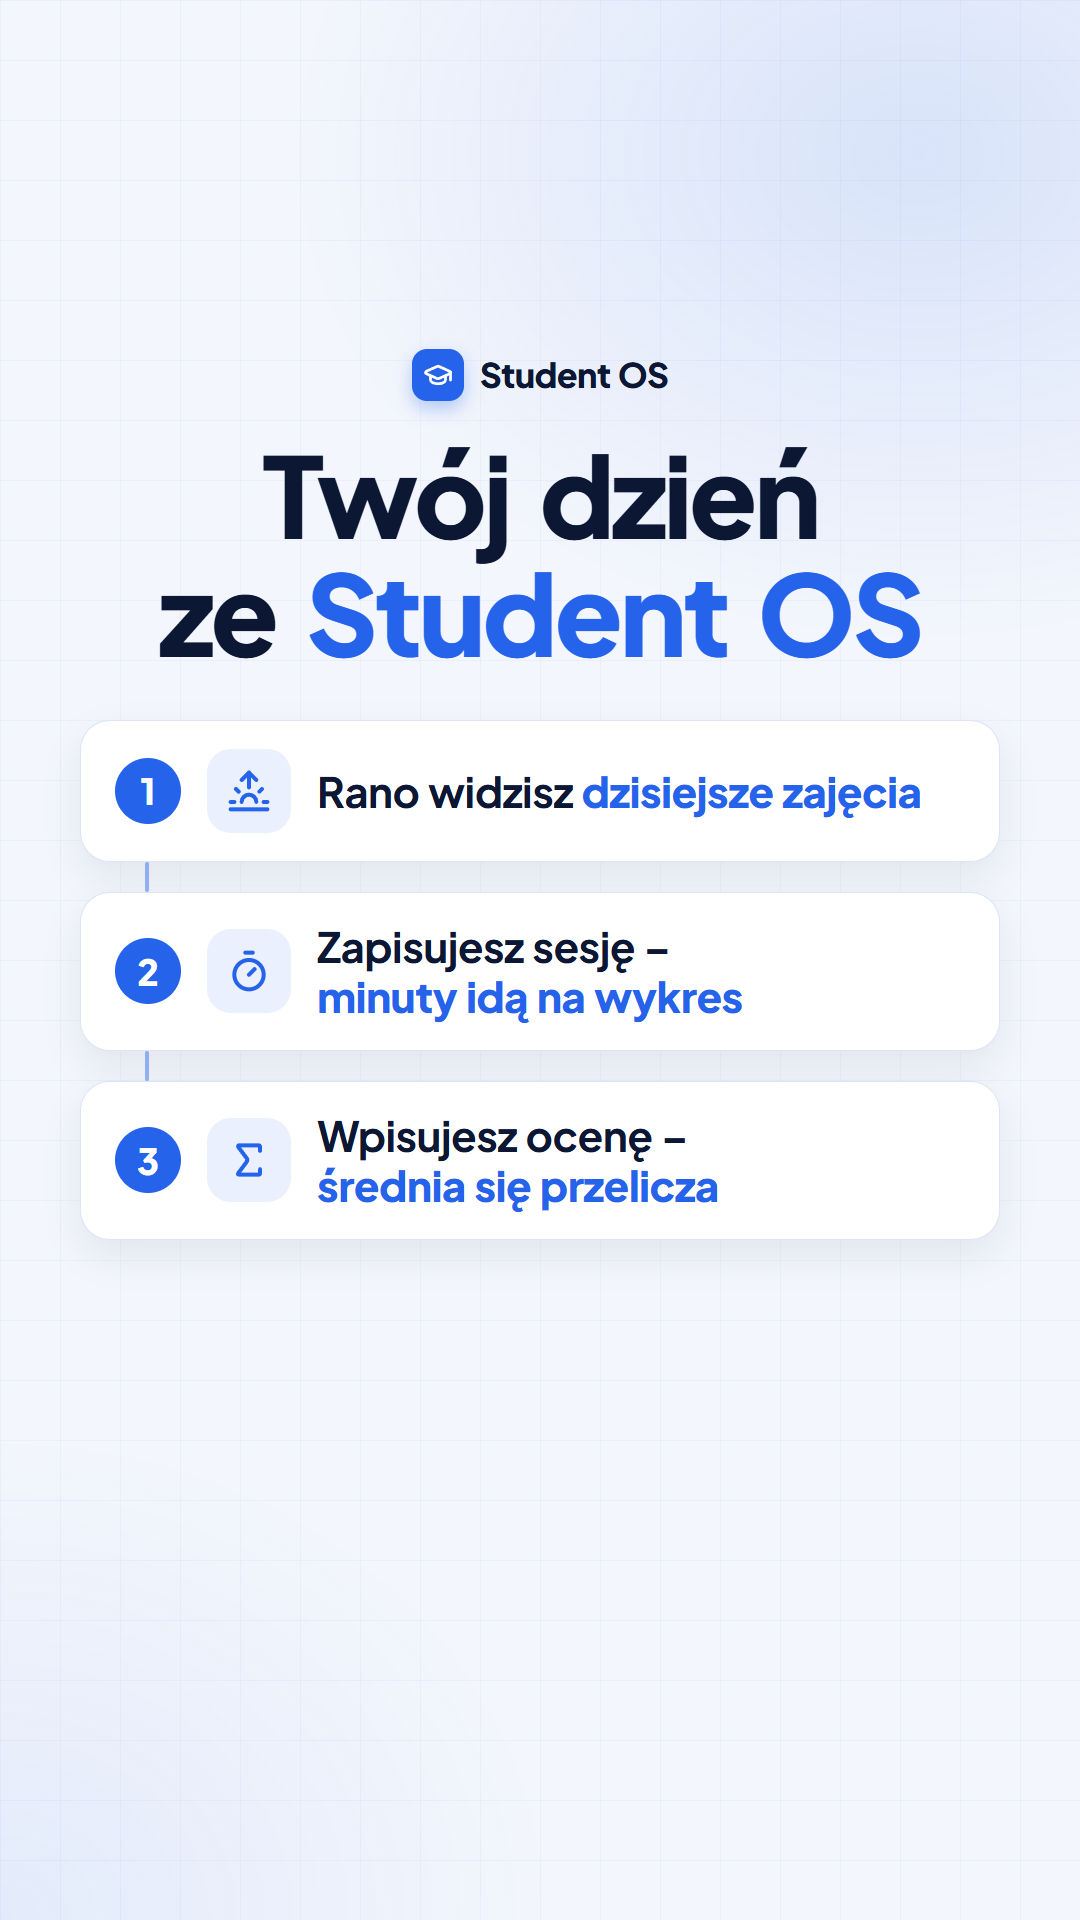 Student OS
Twój dzień
ze Student OS
1
Rano widzisz dzisiejsze zajęcia
2
Zapisujesz sesję –
minuty idą na wykres
3
Wpisujesz ocenę –
średnia się przelicza